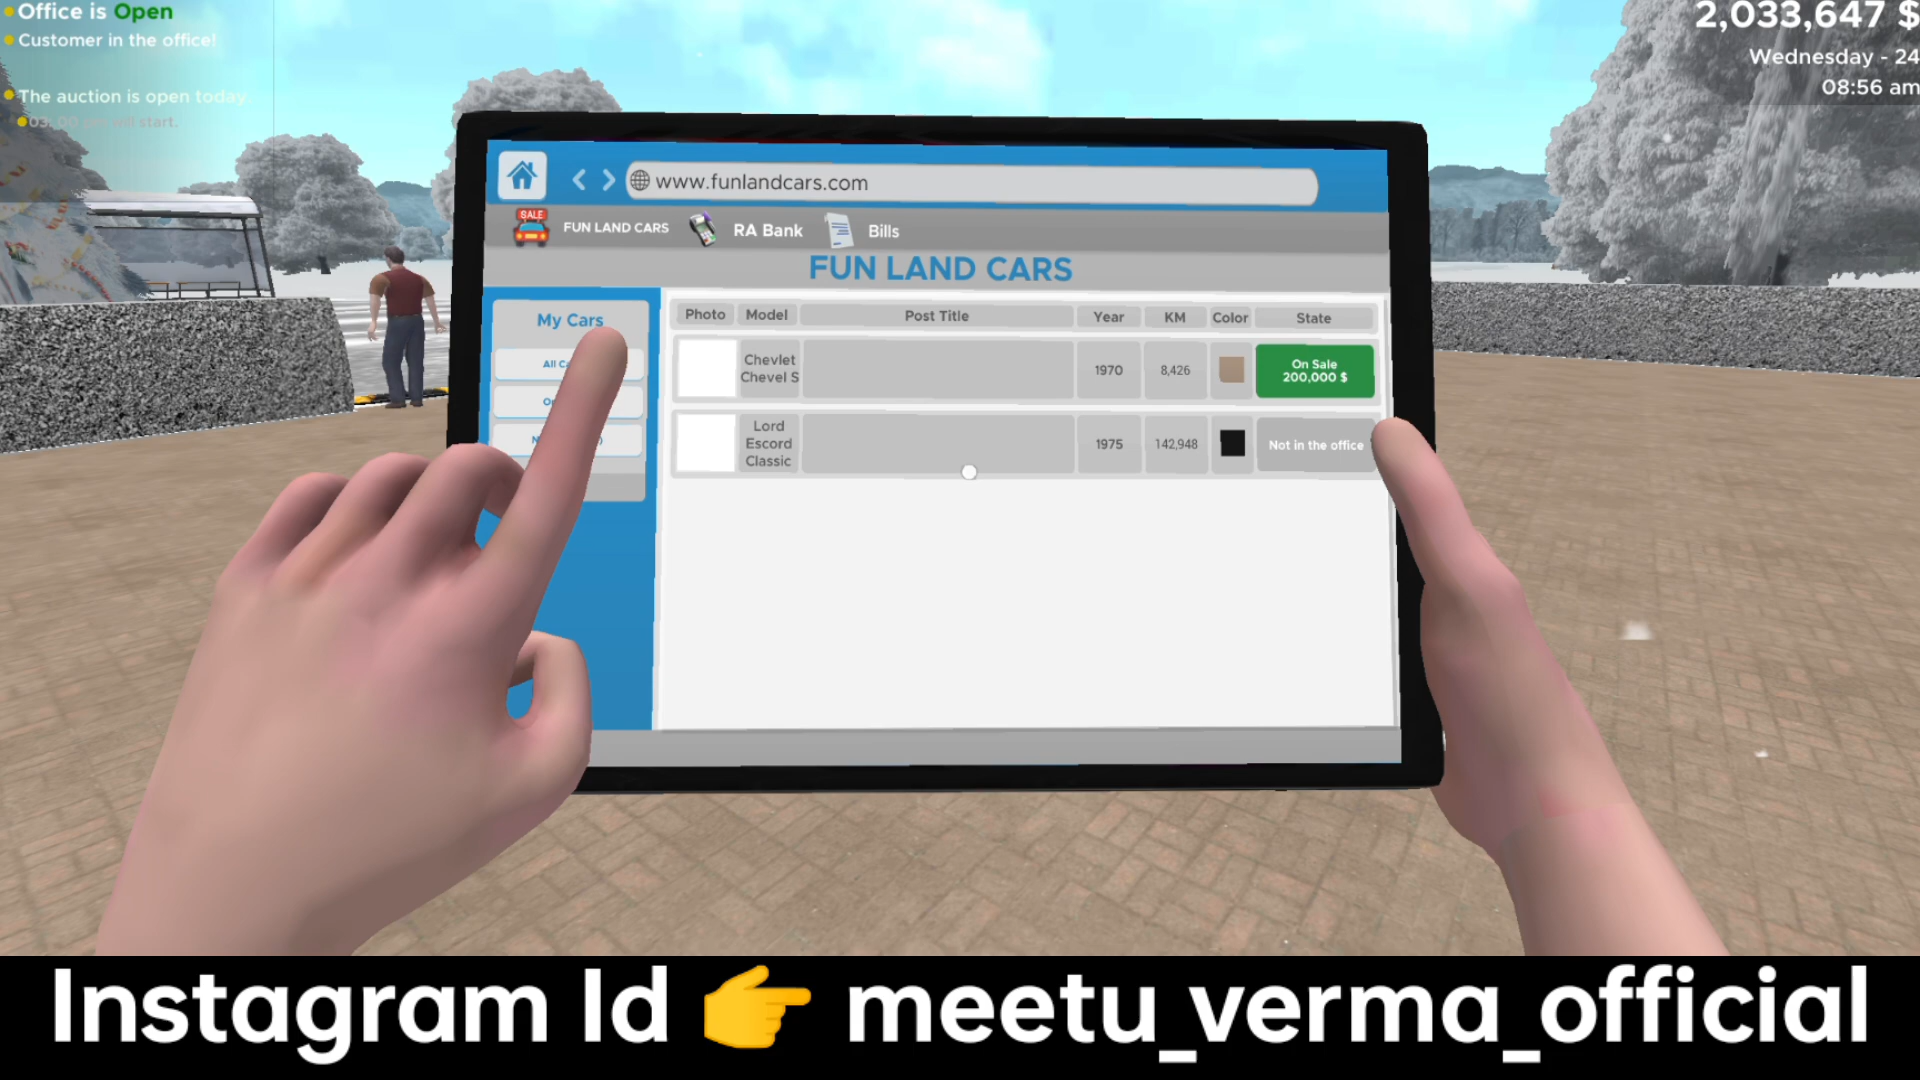 Office is Open
Customer in the office!
The auction is open today
2,033,647 $
Wednesday - 24
08:56 am
www.funlandcars.com
SALE
FUN LAND CARS
RA Bank
Bills
FUN LAND CARS
My Cars
Photo Model Post Title Year KM Color State
Chevlet
Chevel S
1970 8,426
On Sale
200,000 $
Lord
Escord
Classic
1975 142,948
Not in the office
Instagram Id 👉 meetu_verma_official